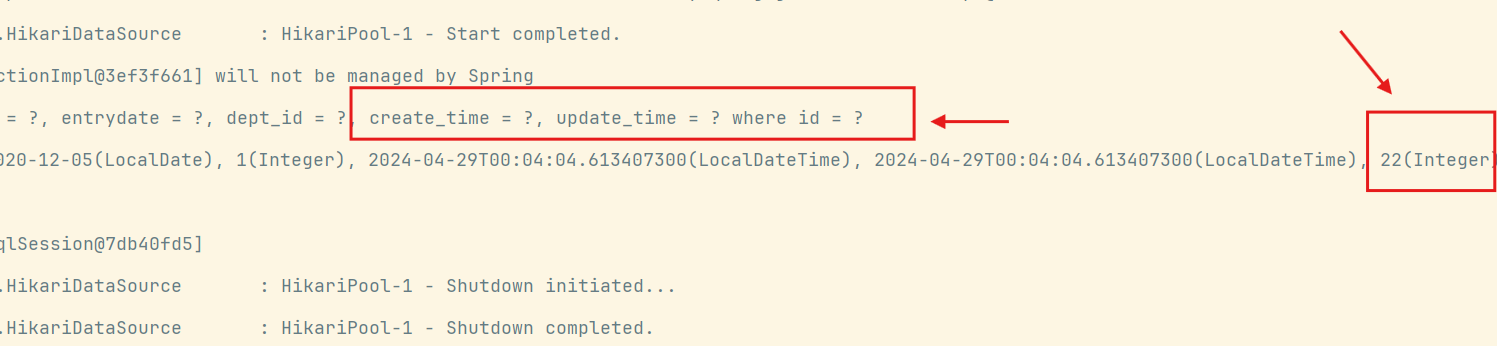 .HikariDataSource : HikariPool-1 - Start completed.
ctionImpl@3ef3f661] will not be managed by Spring
= ?, entrydate = ?, dept_id = ?, create_time = ?, update_time = ? where id = ?
020-12-05(LocalDate), 1(Integer), 2024-04-29T00:04:04.613407300(LocalDateTime), 2024-04-29T00:04:04.613407300(LocalDateTime), 22(Integer)
qlSession@7db40fd5]
.HikariDataSource : HikariPool-1 - Shutdown initiated...
.HikariDataSource : HikariPool-1 - Shutdown completed.